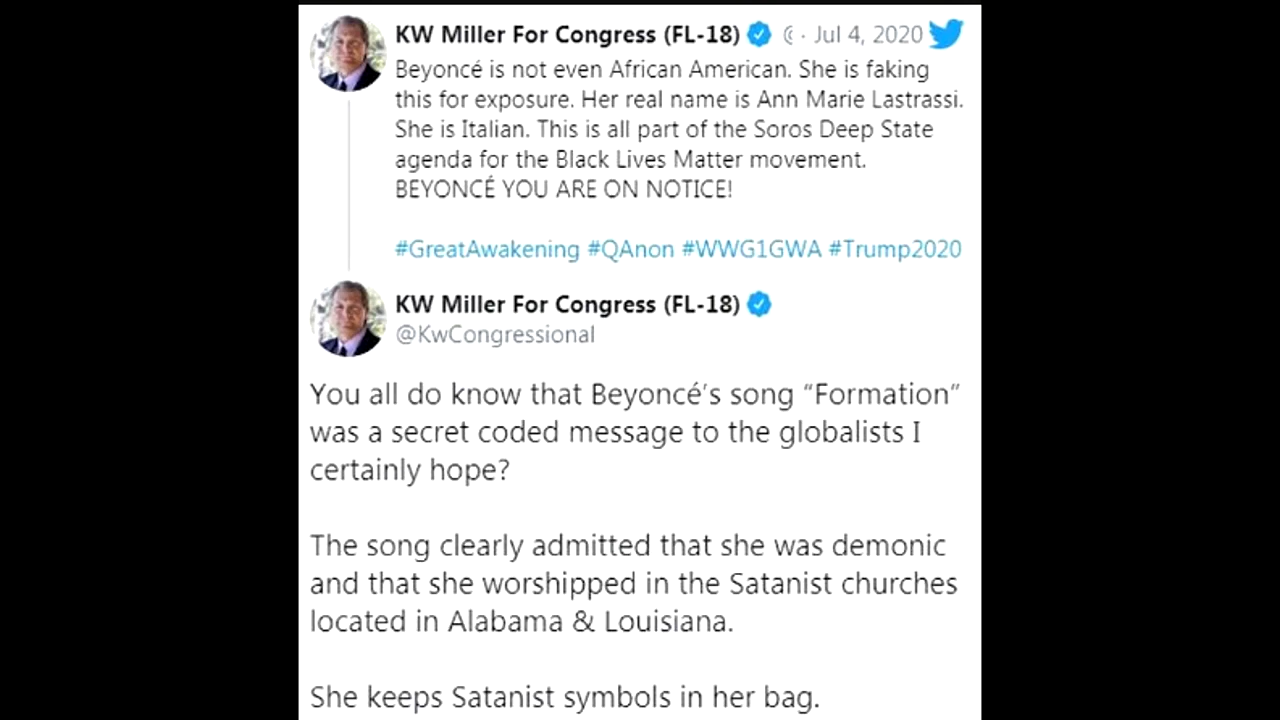 KW Miller For Congress (FL-18) @ · Jul 4, 2020
Beyoncé is not even African American. She is faking
this for exposure. Her real name is Ann Marie Lastrassi.
She is Italian. This is all part of the Soros Deep State
agenda for the Black Lives Matter movement.
BEYONCÉ YOU ARE ON NOTICE!
#GreatAwakening #QAnon #WWG1GWA #Trump2020
KW Miller For Congress (FL-18)
@KwCongressional
You all do know that Beyoncé’s song “Formation”
was a secret coded message to the globalists I
certainly hope?
The song clearly admitted that she was demonic
and that she worshipped in the Satanist churches
located in Alabama & Louisiana.
She keeps Satanist symbols in her bag.